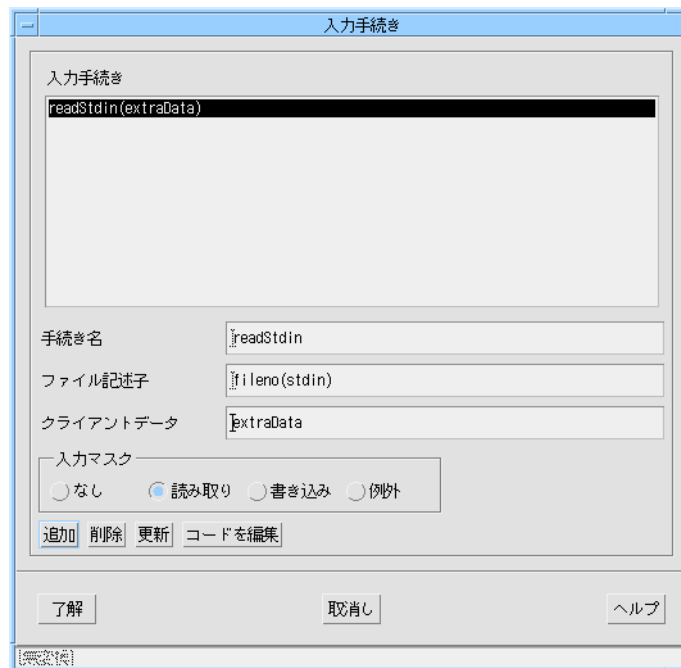 入力手続き
入力手続き
readStdin(extraData)
手続き名 readStdin
ファイル記述子 fileno(stdin)
クライアントデータ extraData
入力マスク
なし 読み取り 書き込み 例外
追加 削除 更新 コードを編集
了解 取消し ヘルプ
[無変換]